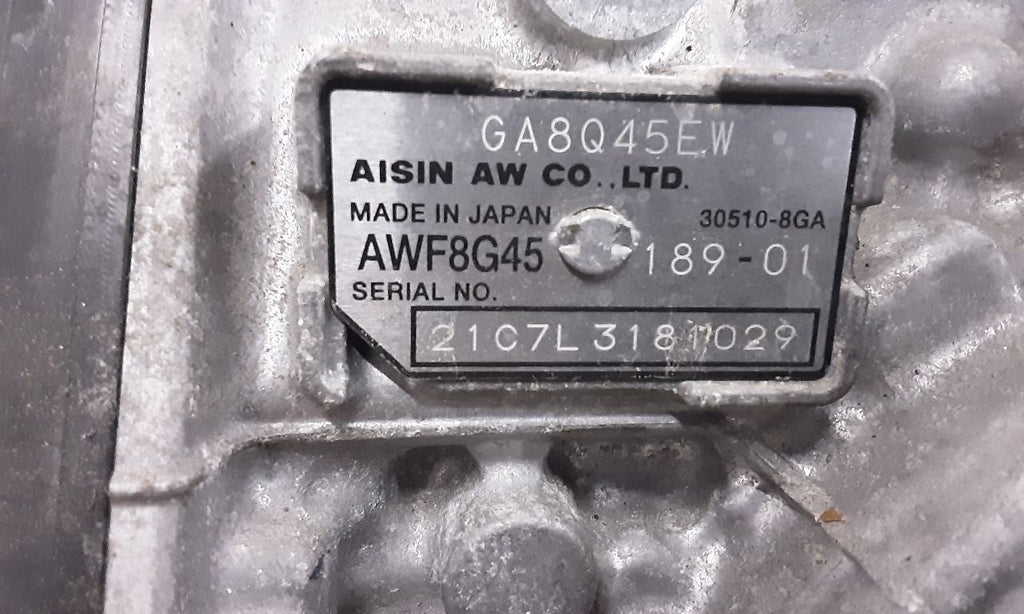 GA8Q45EW
AISIN AW CO.,LTD.
MADE IN JAPAN 30510-8GA
AWF8G45 189-01
SERIAL NO.
21C7L3181029